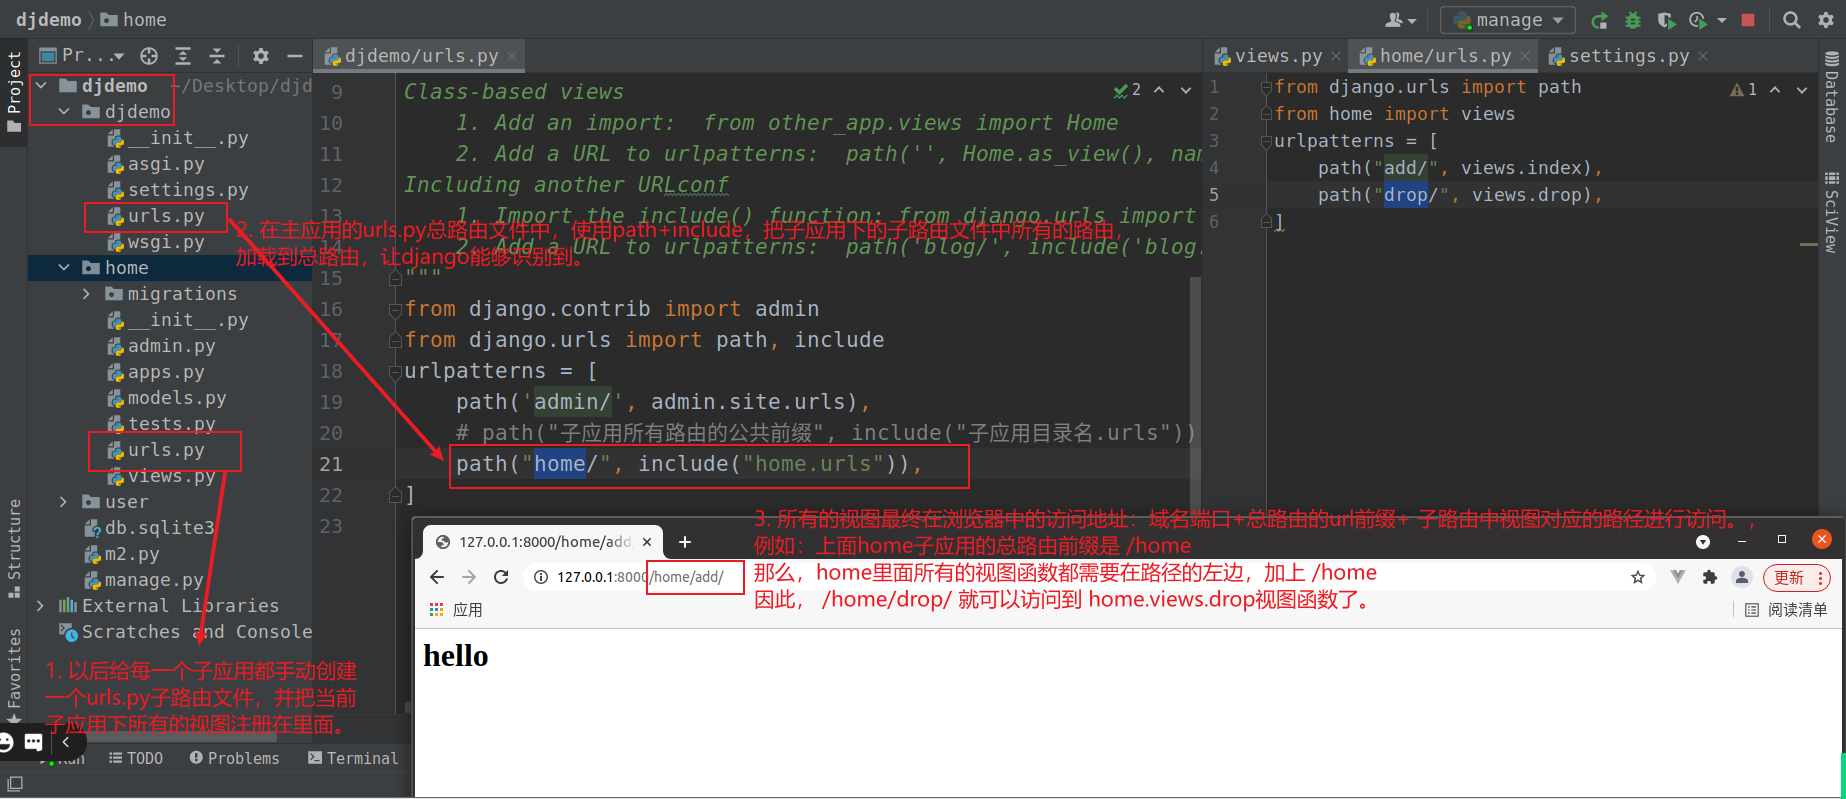 djdemo
home
manage
Project
Pr...
djdemo/urls.py
views.py
home/urls.py
settings.py
djdemo ~/Desktop/djd
djdemo
__init__.py
asgi.py
settings.py
urls.py
wsgi.py
home
migrations
__init__.py
admin.py
apps.py
models.py
tests.py
urls.py
views.py
user
db.sqlite3
m2.py
manage.py
External Libraries
Scratches and Console
1. 以后给每一个子应用都手动创建
一个urls.py子路由文件，并把当前
子应用下所有的视图注册在里面。
9 Class-based views
10 1. Add an import:  from other_app.views import Home
11 2. Add a URL to urlpatterns:  path('', Home.as_view(), nam
12 Including another URLconf
13 1. Import the include() function: from django.urls import
14 2. Add a URL to urlpatterns:  path('blog/', include('blog.
2. 在主应用的urls.py总路由文件中，使用path+include，把子应用下的子路由文件中所有的路由，
加载到总路由，让django能够识别到。
15 """
16 from django.contrib import admin
17 from django.urls import path, include
18 urlpatterns = [
19 path('admin/', admin.site.urls),
20 # path("子应用所有路由的公共前缀", include("子应用目录名.urls"))
21 path("home/", include("home.urls")),
22 ]
23
2
1 from django.urls import path
2 from home import views
3 urlpatterns = [
4 path("add/", views.index),
5 path("drop/", views.drop),
6 ]
1
Database
SciView
Structure
Favorites
3. 所有的视图最终在浏览器中的访问地址：域名端口+总路由的url前缀+ 子路由中视图对应的路径进行访问。，
例如：上面home子应用的总路由前缀是 /home
那么，home里面所有的视图函数都需要在路径的左边，加上 /home
因此， /home/drop/ 就可以访问到 home.views.drop视图函数了。
127.0.0.1:8000/home/add
127.0.0.1:8000/home/add/
更新
应用
阅读清单
hello
Run
TODO
Problems
Terminal